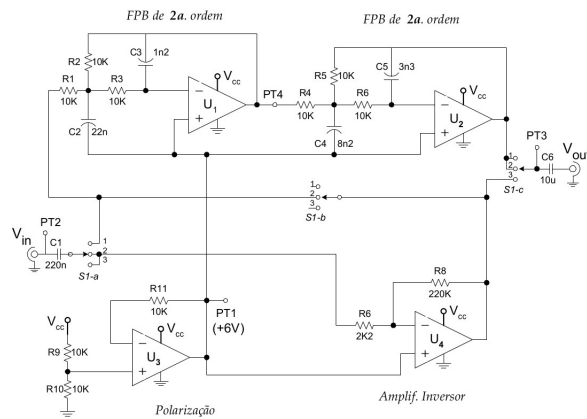 FPB de 2a. ordem
FPB de 2a. ordem
C3 1n2
R2 10K
Vcc
R1 10K
R3 10K
U1
C2 22n
PT4
C5 3n3
R5 10K
Vcc
R4 10K
R6 10K
U2
C4 8n2
PT3
Vout
C6 10u
1
2
3
S1-c
1
2
3
S1-b
PT2
Vin
C1 220n
1
2
3
S1-a
R11 10K
PT1 (+6V)
R8 220K
R6 2K2
Vcc
U4
Vcc
R9 10K
R10 10K
Vcc
U3
Polarização
Amplif. Inversor